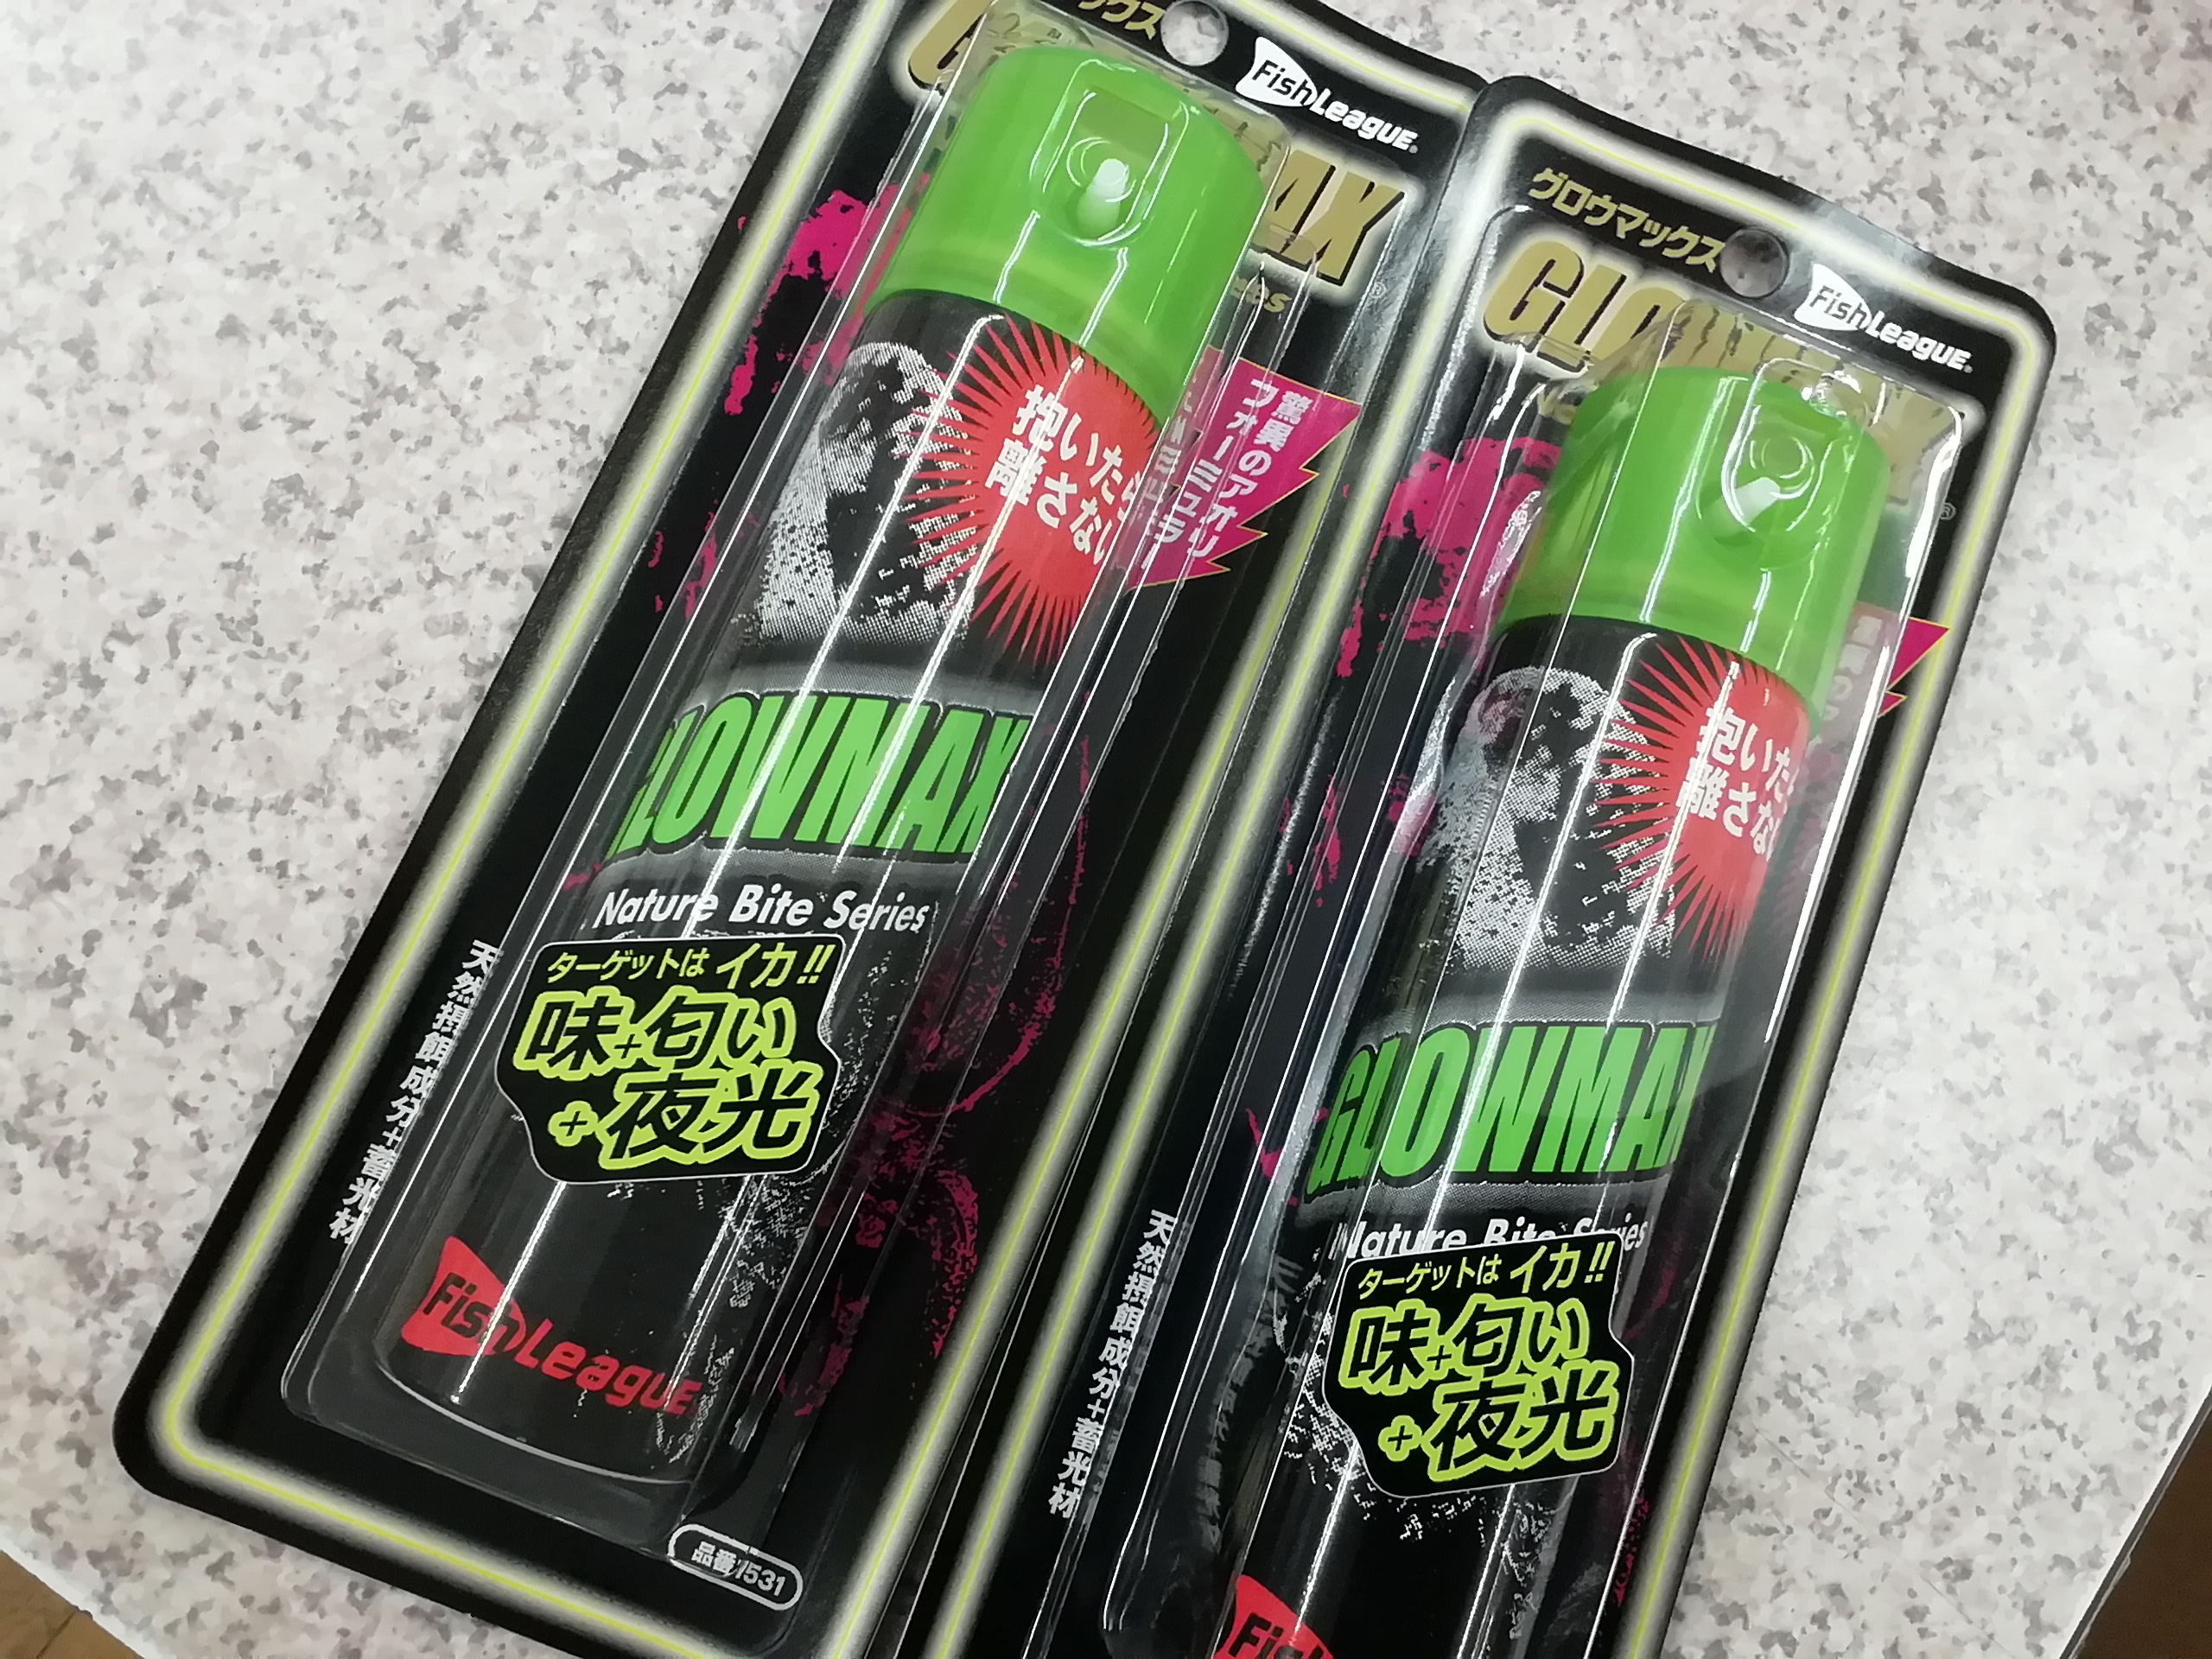 FishLeague
抱いたら
離さない
驚異のアオリ
フォーミュラー
GLOWMAX
Nature Bite Series
ターゲットは イカ!!
味+匂い
+夜光
天然摂餌成分+蓄光材
FishLeague
品番/1531
グロウマックス
FishLeague
抱いた
離さな
GLOWMAX
Nature Bite Series
ターゲットは イカ!!
味+匂い
+夜光
天然摂餌成分+蓄光材